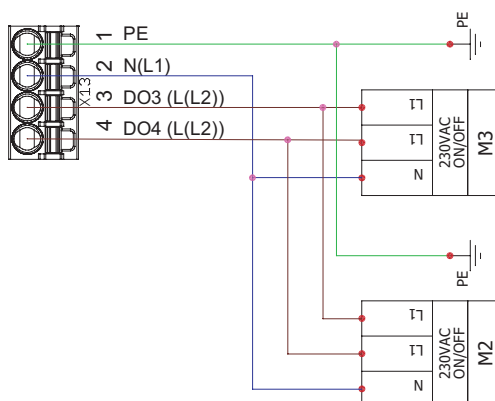 1 PE
2 N(L1)
3 DO3 (L(L2))
4 DO4 (L(L2))
X13
PE
L1
L1
N
230VAC
ON/OFF
M3
PE
L1
L1
N
230VAC
ON/OFF
M2